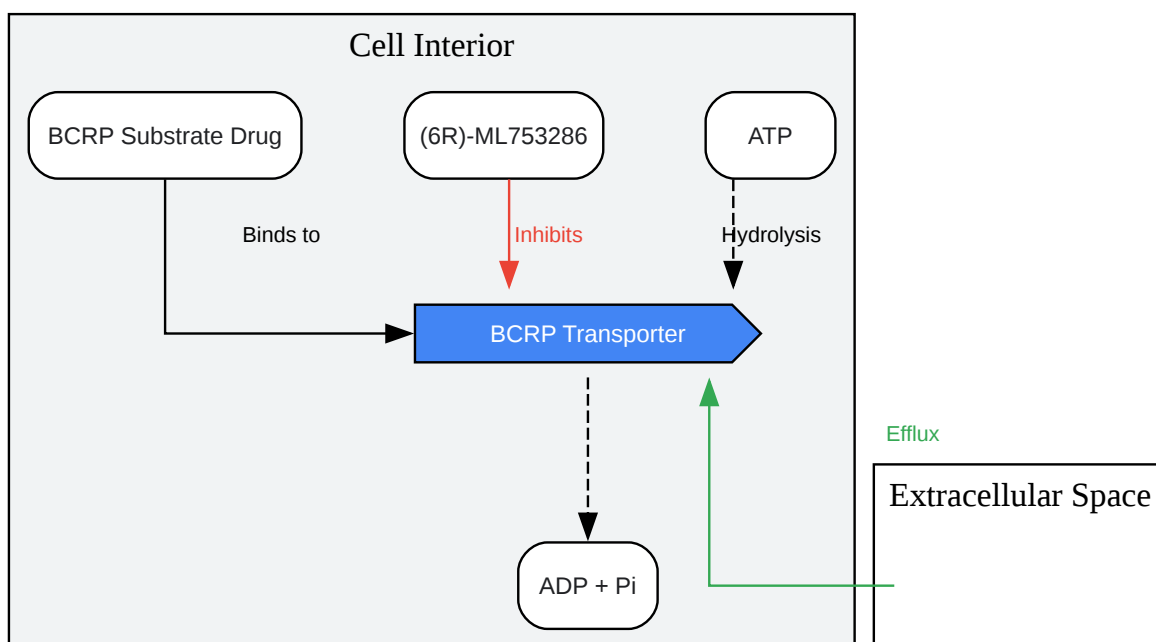 Cell Interior
BCRP Substrate Drug
(6R)-ML753286
ATP
Binds to
Inhibits
Hydrolysis
BCRP Transporter
Efflux
Extracellular Space
ADP + Pi